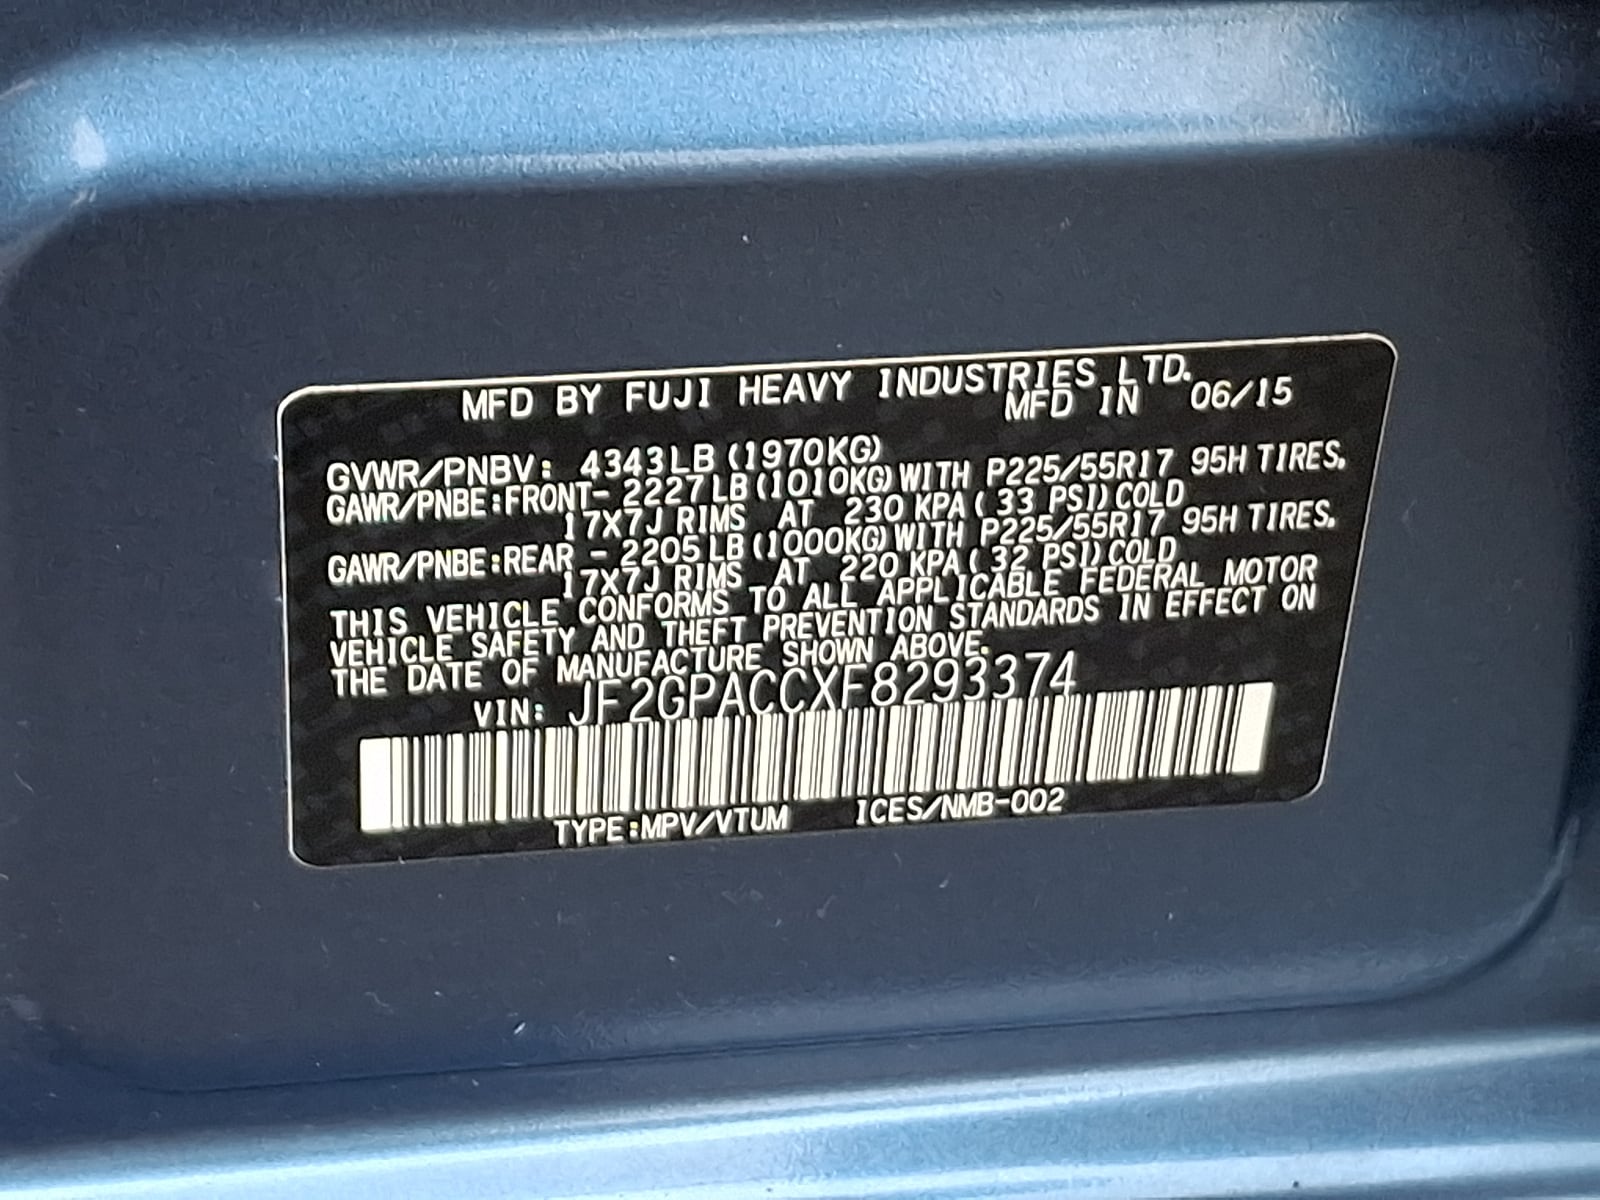 MFD BY FUJI HEAVY INDUSTRIES LTD.
MFD IN 06/15
GVWR/PNBV: 4343LB (1970KG)
GAWR/PNBE:FRONT- 2227LB (1010KG) WITH P225/55R17 95H TIRES.
17X7J RIMS AT 230 KPA ( 33 PSI) COLD
GAWR/PNBE:REAR - 2205LB (1000KG) WITH P225/55R17 95H TIRES.
17X7J RIMS AT 220 KPA ( 32 PSI) COLD
THIS VEHICLE CONFORMS TO ALL APPLICABLE FEDERAL MOTOR
VEHICLE SAFETY AND THEFT PREVENTION STANDARDS IN EFFECT ON
THE DATE OF MANUFACTURE SHOWN ABOVE.
VIN: JF2GPACCXF8293374
TYPE:MPV/VTUM ICES/NMB-002